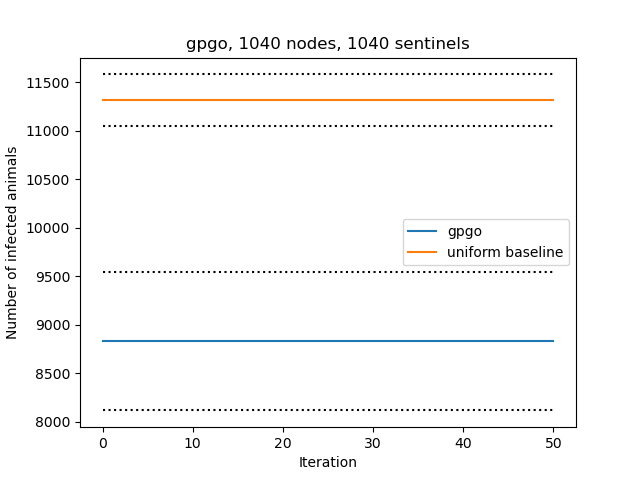 gpgo, 1040 nodes, 1040 sentinels
Number of infected animals
11500
11000
10500
10000
9500
9000
8500
8000
gpgo
uniform baseline
0
10
20
30
40
50
Iteration